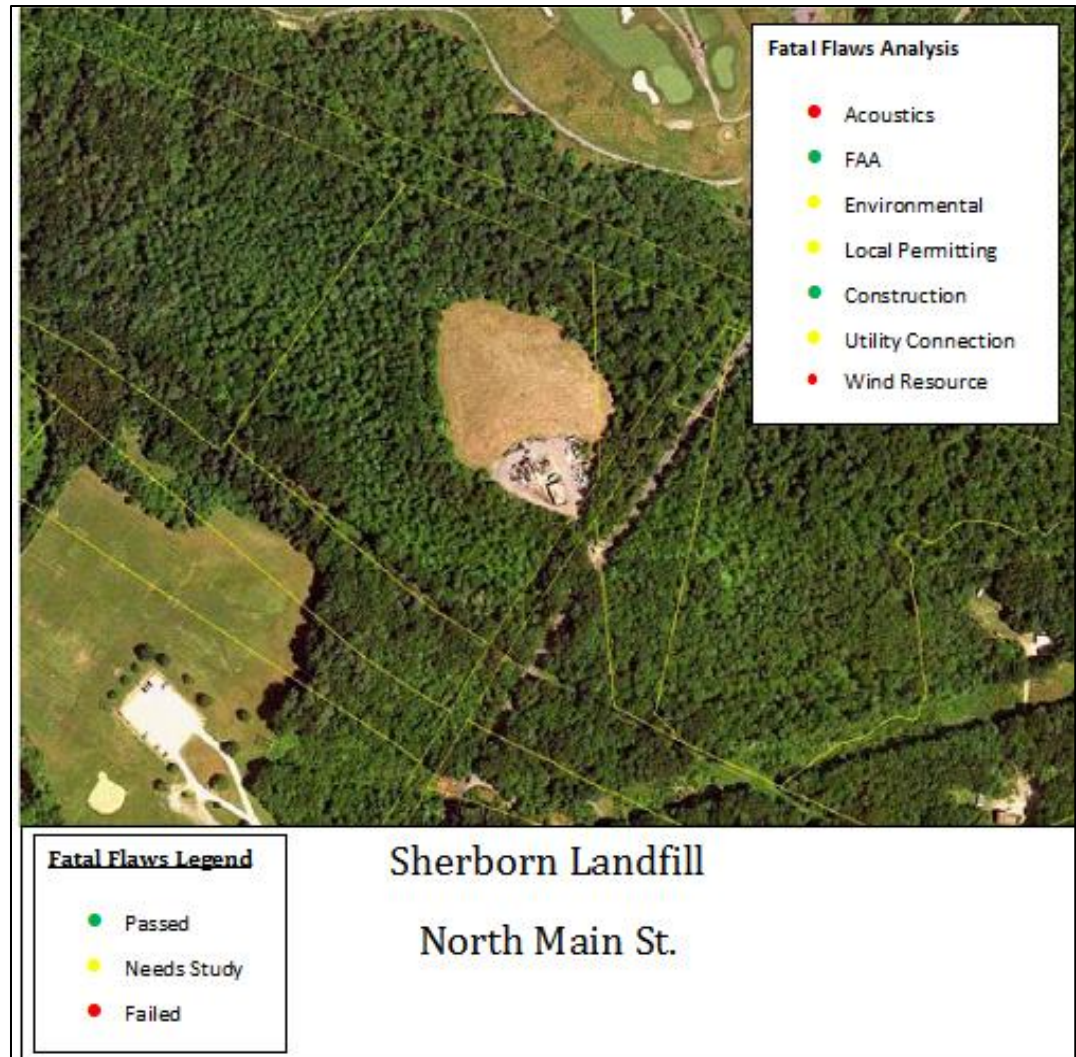 Fatal Flaws Analysis
Acoustics
FAA
Environmental
Local Permitting
Construction
Utility Connection
Wind Resource
Fatal Flaws Legend
Passed
Needs Study
Failed
Sherborn Landfill
North Main St.